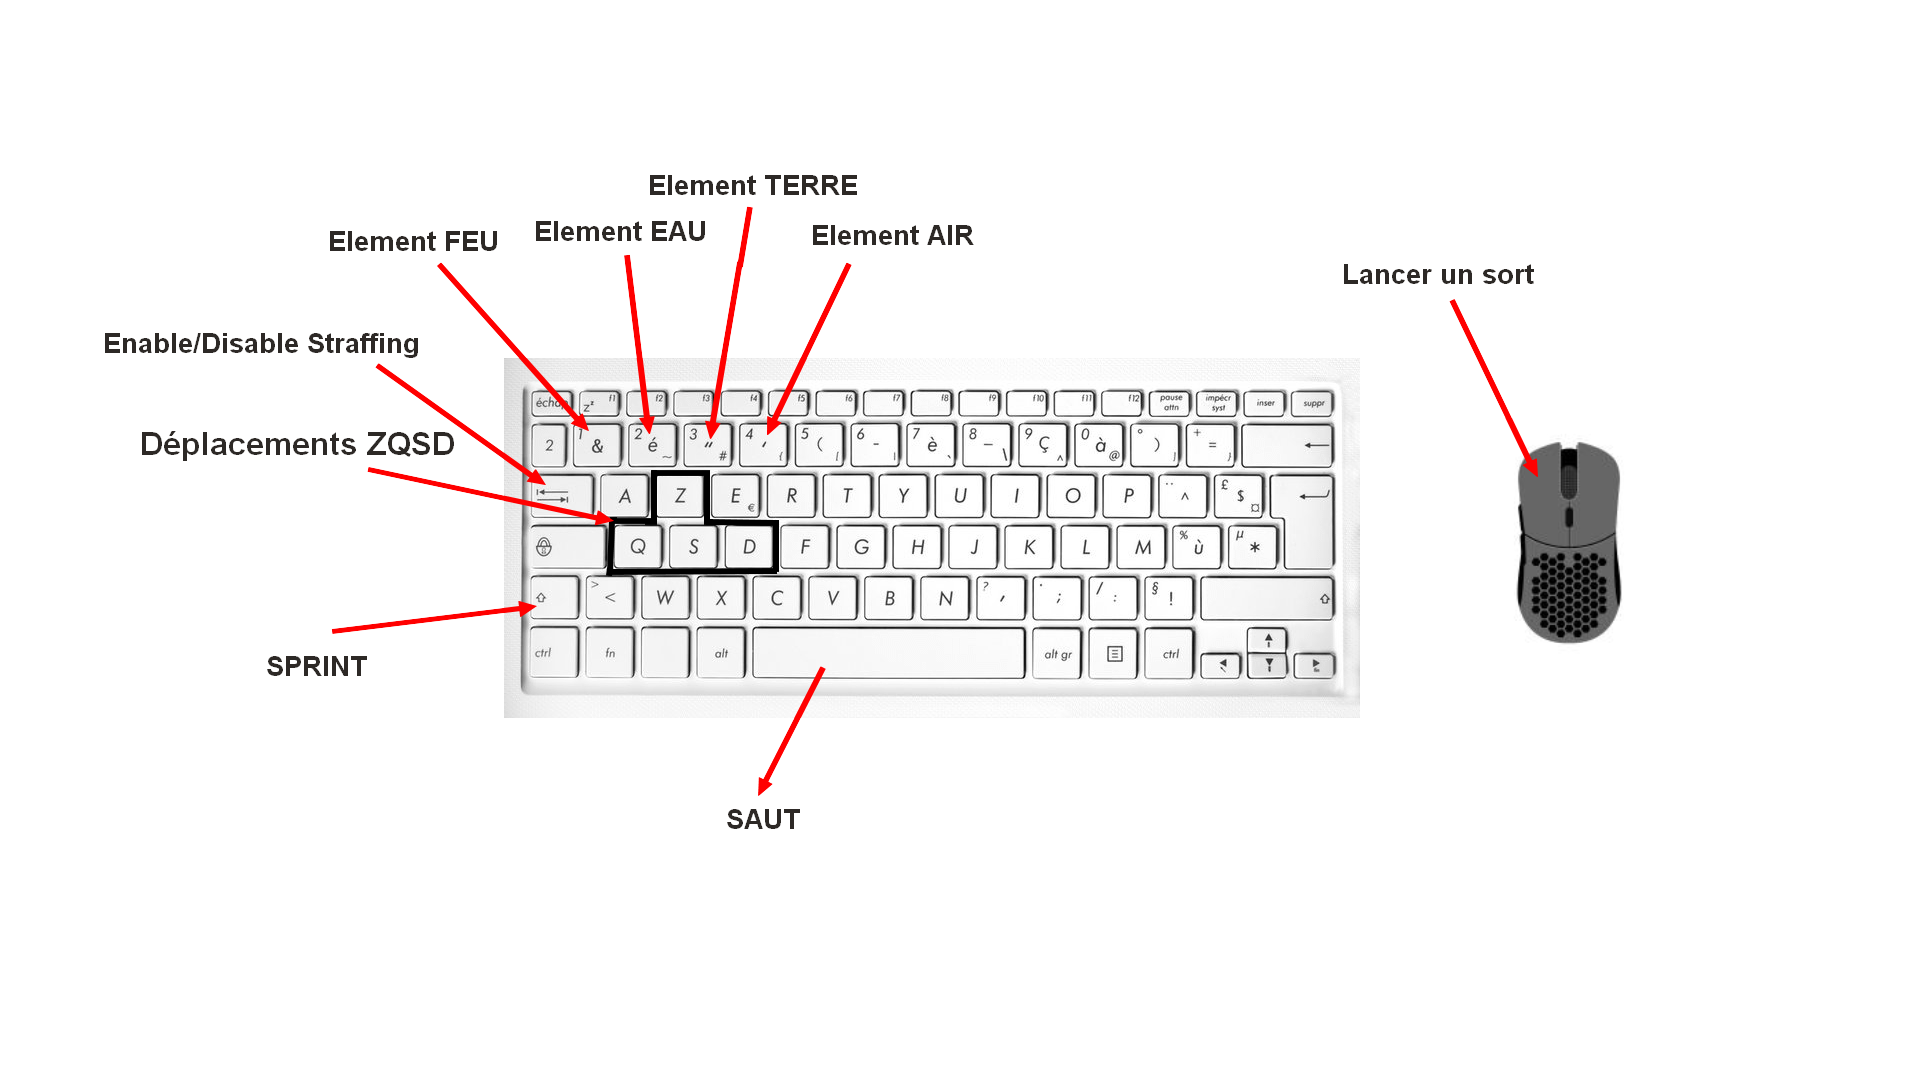 Element TERRE
Element EAU
Element AIR
Element FEU
Lancer un sort
Enable/Disable Straffing
Déplacements ZQSD
SPRINT
SAUT
échap z² f1 f2 f3 f4 f5 f6 f7 f8 f9 f10 f11 f12 pause attn impécr syst inser suppr
2 1 & 2 é ~ 3 " # 4 ' { 5 ( [ 6 - | 7 è ` 8 _ \ 9 Ç ^ 0 à @ ° ) ] + = }
A Z E € R T Y U I O P ¨ ^ £ $ ¤
Q S D F G H J K L M % ù µ *
> < W X C V B N ? , . ; / : § !
ctrl fn alt alt gr ctrl fin